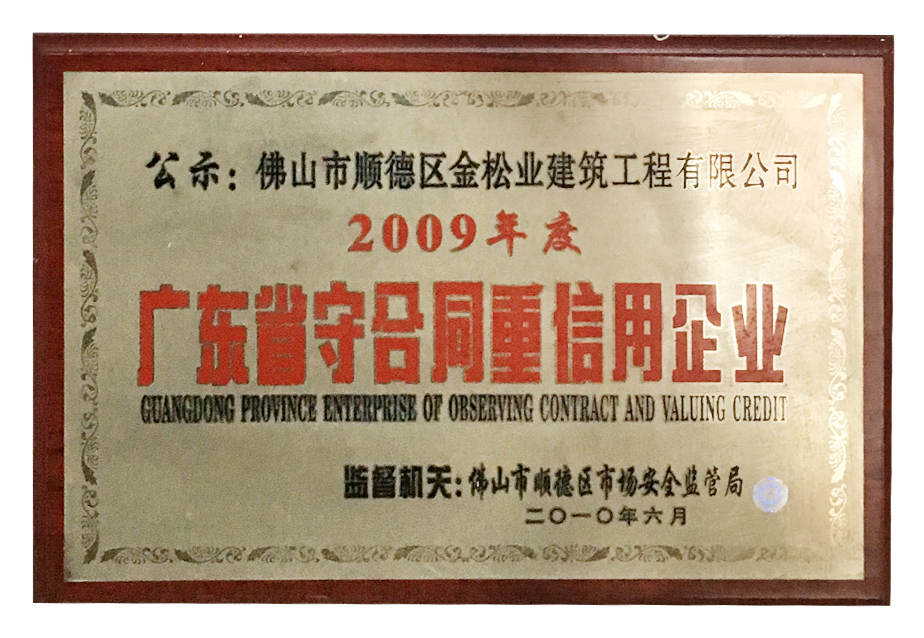 公示：佛山市顺德区金松业建筑工程有限公司
2009年度
广东省守合同重信用企业
GUANGDONG PROVINCE ENTERPRISE OF OBSERVING CONTRACT AND VALUING CREDIT
监督机关：佛山市顺德区市场安全监管局
二〇一〇年六月